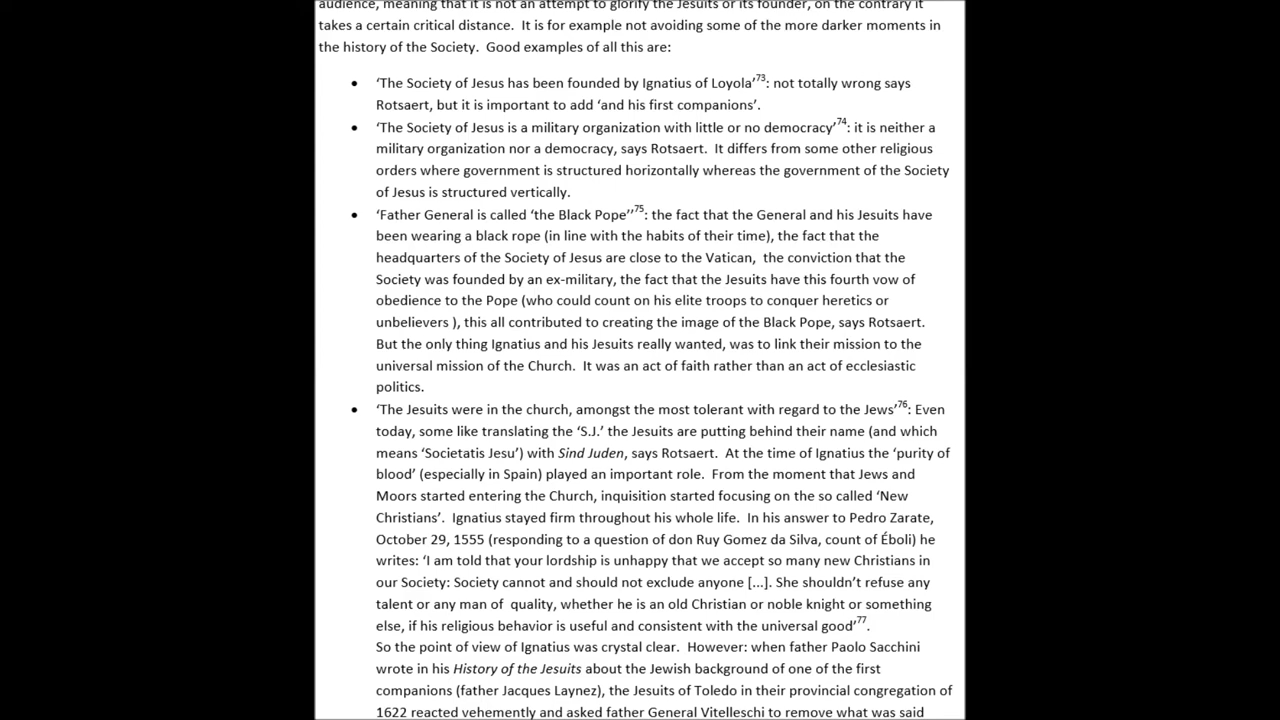 audience, meaning that it is not an attempt to glorify the Jesuits or its founder, on the contrary it
takes a certain critical distance.  It is for example not avoiding some of the more darker moments in
the history of the Society.  Good examples of all this are:
• ‘The Society of Jesus has been founded by Ignatius of Loyola’73: not totally wrong says
Rotsaert, but it is important to add ‘and his first companions’.
• ‘The Society of Jesus is a military organization with little or no democracy’74: it is neither a
military organization nor a democracy, says Rotsaert.  It differs from some other religious
orders where government is structured horizontally whereas the government of the Society
of Jesus is structured vertically.
• ‘Father General is called ‘the Black Pope’’75: the fact that the General and his Jesuits have
been wearing a black rope (in line with the habits of their time), the fact that the
headquarters of the Society of Jesus are close to the Vatican,  the conviction that the
Society was founded by an ex-military, the fact that the Jesuits have this fourth vow of
obedience to the Pope (who could count on his elite troops to conquer heretics or
unbelievers ), this all contributed to creating the image of the Black Pope, says Rotsaert.
But the only thing Ignatius and his Jesuits really wanted, was to link their mission to the
universal mission of the Church.  It was an act of faith rather than an act of ecclesiastic
politics.
• ‘The Jesuits were in the church, amongst the most tolerant with regard to the Jews’76: Even
today, some like translating the ‘S.J.’ the Jesuits are putting behind their name (and which
means ‘Societatis Jesu’) with Sind Juden, says Rotsaert.  At the time of Ignatius the ‘purity of
blood’ (especially in Spain) played an important role.  From the moment that Jews and
Moors started entering the Church, inquisition started focusing on the so called ‘New
Christians’.  Ignatius stayed firm throughout his whole life.  In his answer to Pedro Zarate,
October 29, 1555 (responding to a question of don Ruy Gomez da Silva, count of Éboli) he
writes: ‘I am told that your lordship is unhappy that we accept so many new Christians in
our Society: Society cannot and should not exclude anyone [...]. She shouldn’t refuse any
talent or any man of  quality, whether he is an old Christian or noble knight or something
else, if his religious behavior is useful and consistent with the universal good’77.
So the point of view of Ignatius was crystal clear.  However: when father Paolo Sacchini
wrote in his History of the Jesuits about the Jewish background of one of the first
companions (father Jacques Laynez), the Jesuits of Toledo in their provincial congregation of
1622 reacted vehemently and asked father General Vitelleschi to remove what was said